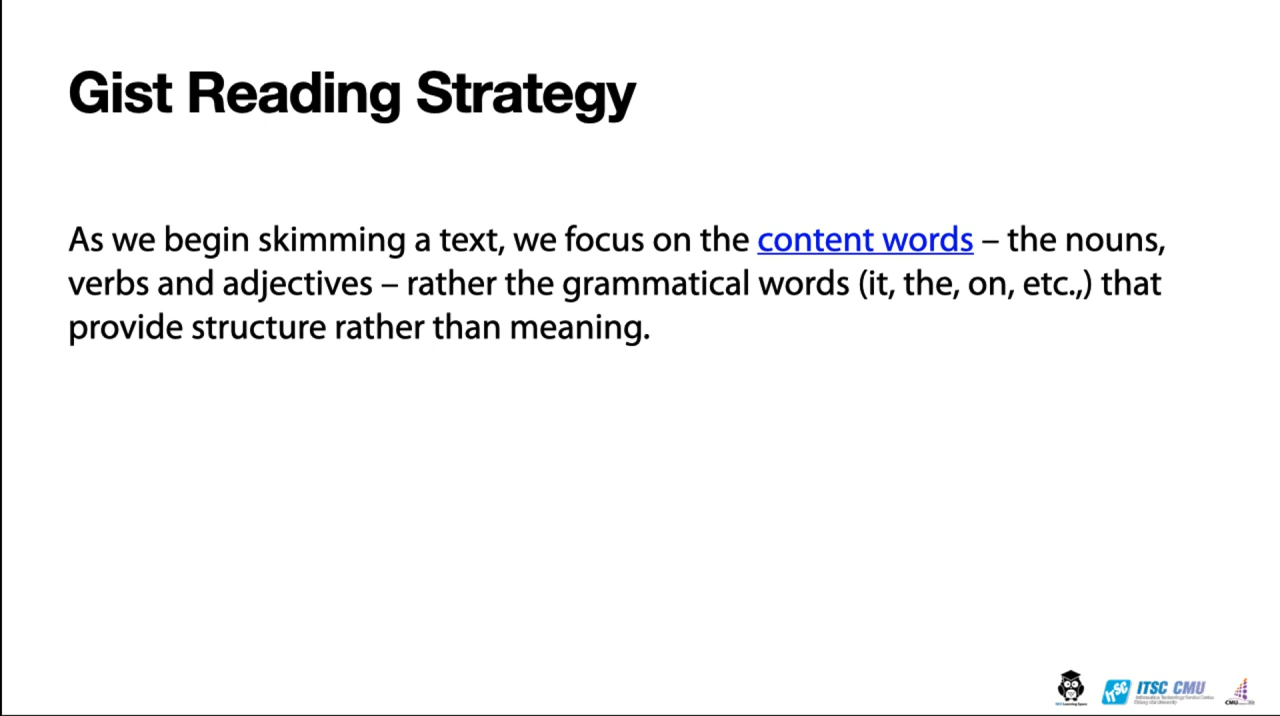 Gist Reading Strategy
As we begin skimming a text, we focus on the content words – the nouns,
verbs and adjectives – rather the grammatical words (it, the, on, etc.,) that
provide structure rather than meaning.
ITSC CMU
CMU